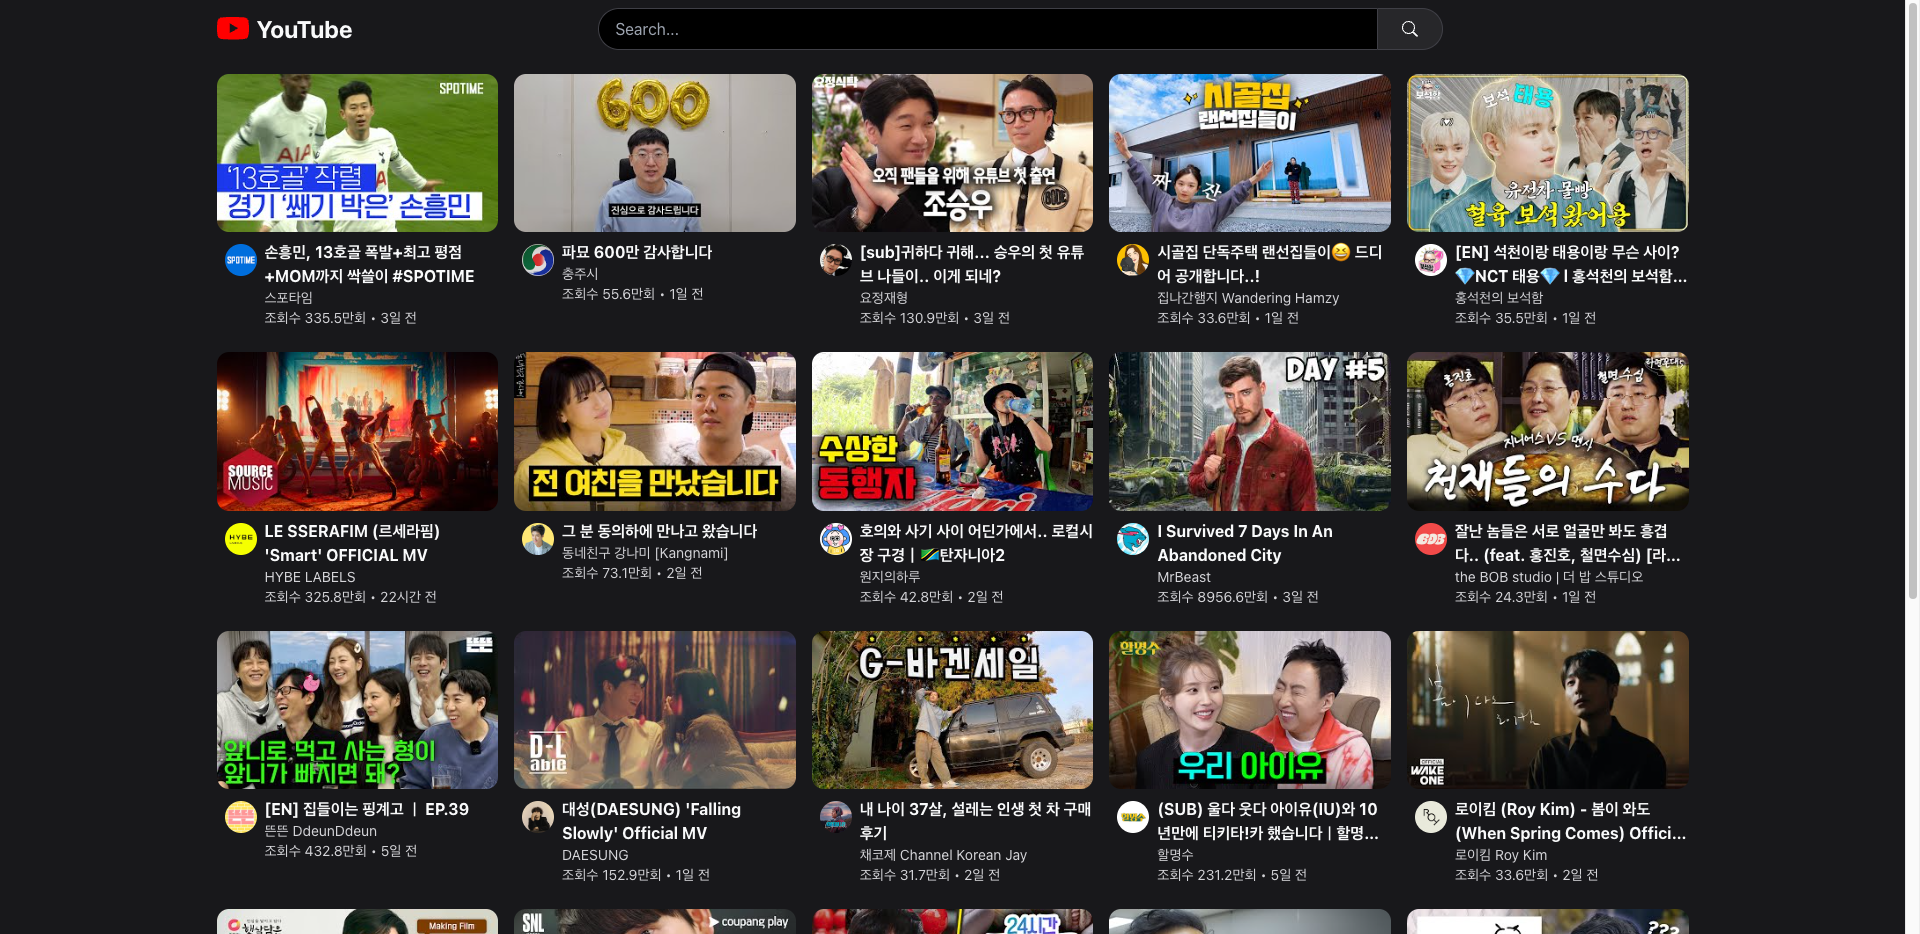 YouTube
Search...
SPOTIME
AIA
'13호골' 작렬
경기 '쐐기 박은' 손흥민
600
진심으로 감사드립니다
요정식탁
오직 팬들을 위해 유튜브 첫 출연
조승우
시골집
랜선집들이
짜 잔
보석 태용
유전자 몰빵
혈육 보석 왔어용
SPOTIME
손흥민, 13호골 폭발+최고 평점
+MOM까지 싹쓸이 #SPOTIME
스포타임
조회수 335.5만회 • 3일 전
파묘 600만 감사합니다
충주시
조회수 55.6만회 • 1일 전
[sub]귀하다 귀해... 승우의 첫 유튜
브 나들이.. 이게 되네?
요정재형
조회수 130.9만회 • 3일 전
시골집 단독주택 랜선집들이😆 드디
어 공개합니다..!
집나간햄지 Wandering Hamzy
조회수 33.6만회 • 1일 전
[EN] 석천이랑 태용이랑 무슨 사이?
💎NCT 태용💎 I 홍석천의 보석함...
홍석천의 보석함
조회수 35.5만회 • 1일 전
SOURCE
MUSIC
전 여친을 만났습니다
수상한
동행자
DAY #5
홍진호
철면수심
지니어스 VS 먼식
천재들의 수다
HYBE
LE SSERAFIM (르세라핌)
'Smart' OFFICIAL MV
HYBE LABELS
조회수 325.8만회 • 22시간 전
그 분 동의하에 만나고 왔습니다
동네친구 강나미 [Kangnami]
조회수 73.1만회 • 2일 전
호의와 사기 사이 어딘가에서.. 로컬시
장 구경 | 🇹🇿탄자니아2
원지의하루
조회수 42.8만회 • 2일 전
I Survived 7 Days In An
Abandoned City
MrBeast
조회수 8956.6만회 • 3일 전
BOB
잘난 놈들은 서로 얼굴만 봐도 흥겹
다.. (feat. 홍진호, 철면수심) [라...
the BOB studio | 더 밥 스튜디오
조회수 24.3만회 • 1일 전
뜬뜬
앞니로 먹고 사는 형이
앞니가 빠지면 돼?
D-L
able
G-바겐세일
할명수
우리 아이유
봄이 와도
로이킴
OFFICIAL
WAKE
ONE
[EN] 집들이는 핑계고 ㅣ EP.39
뜬뜬 DdeunDdeun
조회수 432.8만회 • 5일 전
대성(DAESUNG) 'Falling
Slowly' Official MV
DAESUNG
조회수 152.9만회 • 1일 전
내 나이 37살, 설레는 인생 첫 차 구매
후기
채코제 Channel Korean Jay
조회수 31.7만회 • 2일 전
할명수
(SUB) 울다 웃다 아이유(IU)와 10
년만에 티키타!카 했습니다 | 할명...
할명수
조회수 231.2만회 • 5일 전
ROY
로이킴 (Roy Kim) - 봄이 와도
(When Spring Comes) Offici...
로이킴 Roy Kim
조회수 33.6만회 • 2일 전
Making Film
SNL
coupang play
24시간
???